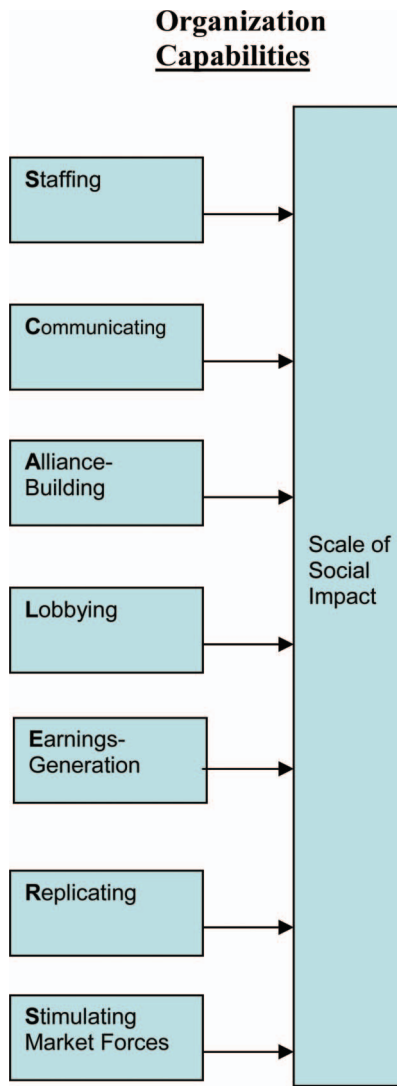 Organization
Capabilities
Staffing
Communicating
Alliance-
Building
Scale of
Social
Impact
Lobbying
Earnings-
Generation
Replicating
Stimulating
Market Forces